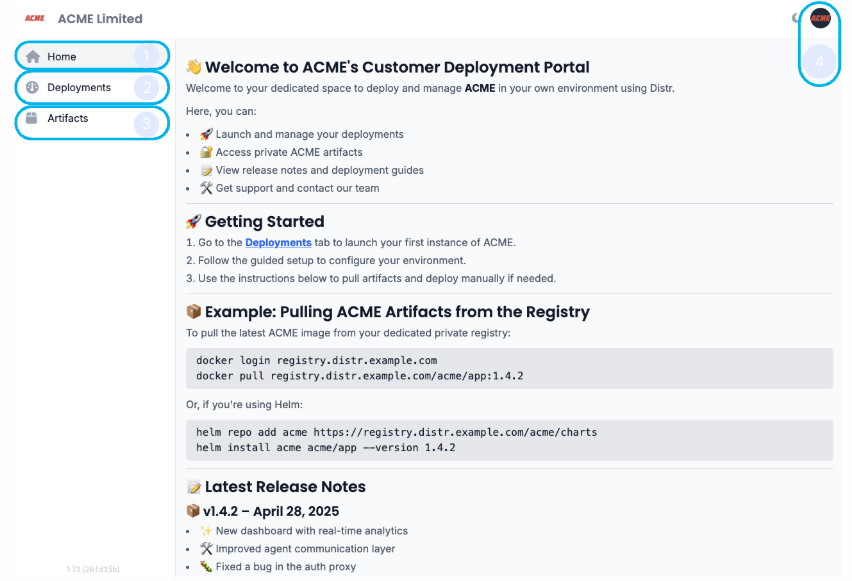 ACME ACME Limited
ACME
Home 1
Deployments 2
Artifacts 3
4
👋 Welcome to ACME's Customer Deployment Portal
Welcome to your dedicated space to deploy and manage ACME in your own environment using Distr.
Here, you can:
• 🚀 Launch and manage your deployments
• 🔐 Access private ACME artifacts
• 📝 View release notes and deployment guides
• 🛠️ Get support and contact our team
🚀 Getting Started
1. Go to the Deployments tab to launch your first instance of ACME.
2. Follow the guided setup to configure your environment.
3. Use the instructions below to pull artifacts and deploy manually if needed.
📦 Example: Pulling ACME Artifacts from the Registry
To pull the latest ACME image from your dedicated private registry:
docker login registry.distr.example.com
docker pull registry.distr.example.com/acme/app:1.4.2
Or, if you're using Helm:
helm repo add acme https://registry.distr.example.com/acme/charts
helm install acme acme/app --version 1.4.2
📝 Latest Release Notes
📦 v1.4.2 – April 28, 2025
• ✨ New dashboard with real-time analytics
• 🛠️ Improved agent communication layer
• 🐛 Fixed a bug in the auth proxy
1.7.1 (26fd15b)